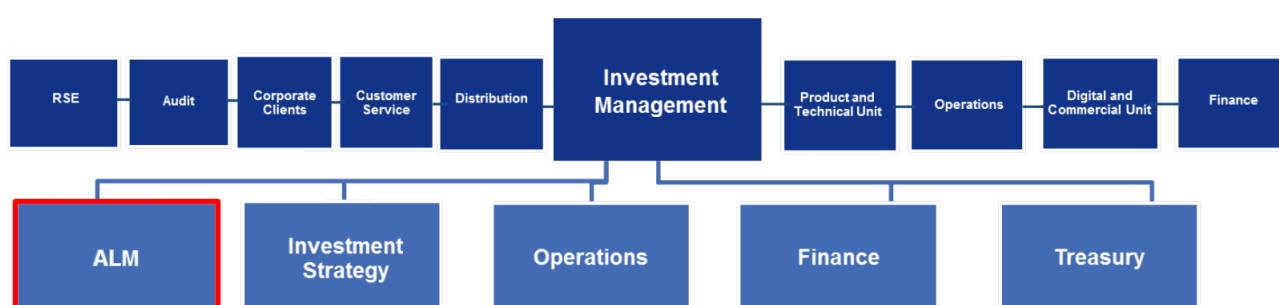 RSE
Audit
Corporate
Clients
Customer
Service
Distribution
Investment
Management
Product and
Technical Unit
Operations
Digital and
Commercial Unit
Finance
ALM
Investment
Strategy
Operations
Finance
Treasury